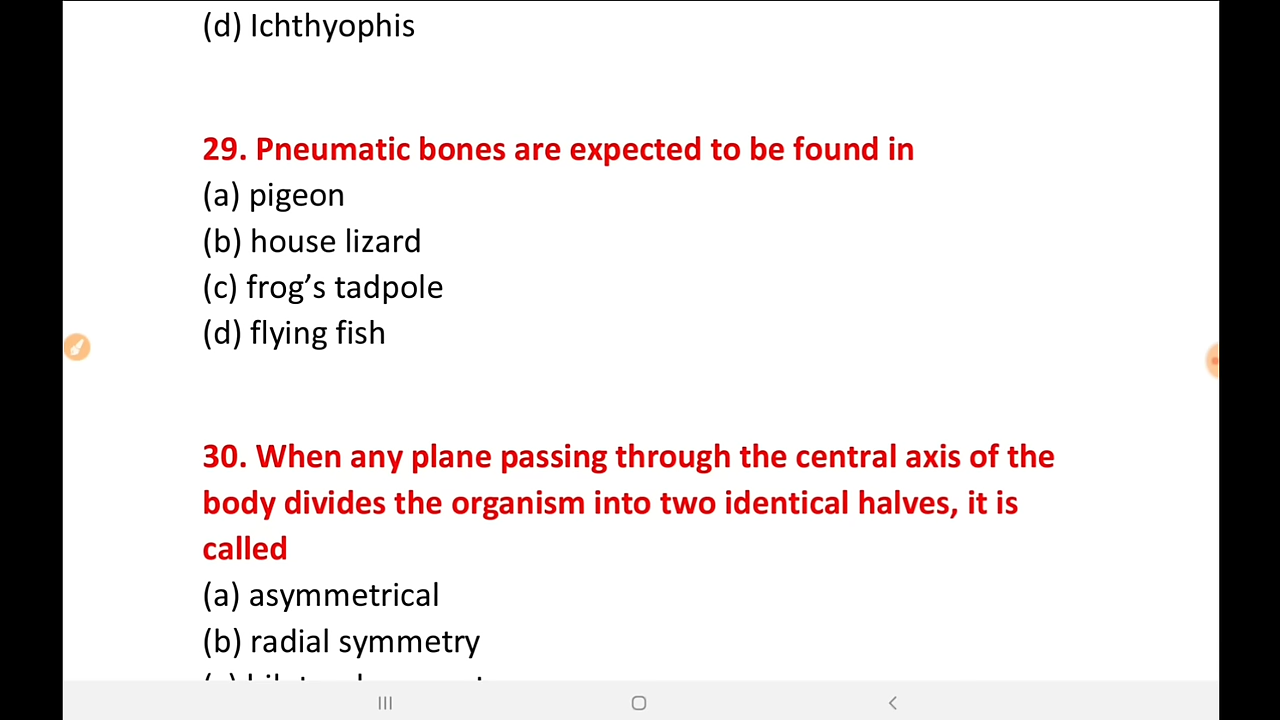 (d) Ichthyophis
29. Pneumatic bones are expected to be found in
(a) pigeon
(b) house lizard
(c) frog’s tadpole
(d) flying fish
30. When any plane passing through the central axis of the
body divides the organism into two identical halves, it is
called
(a) asymmetrical
(b) radial symmetry